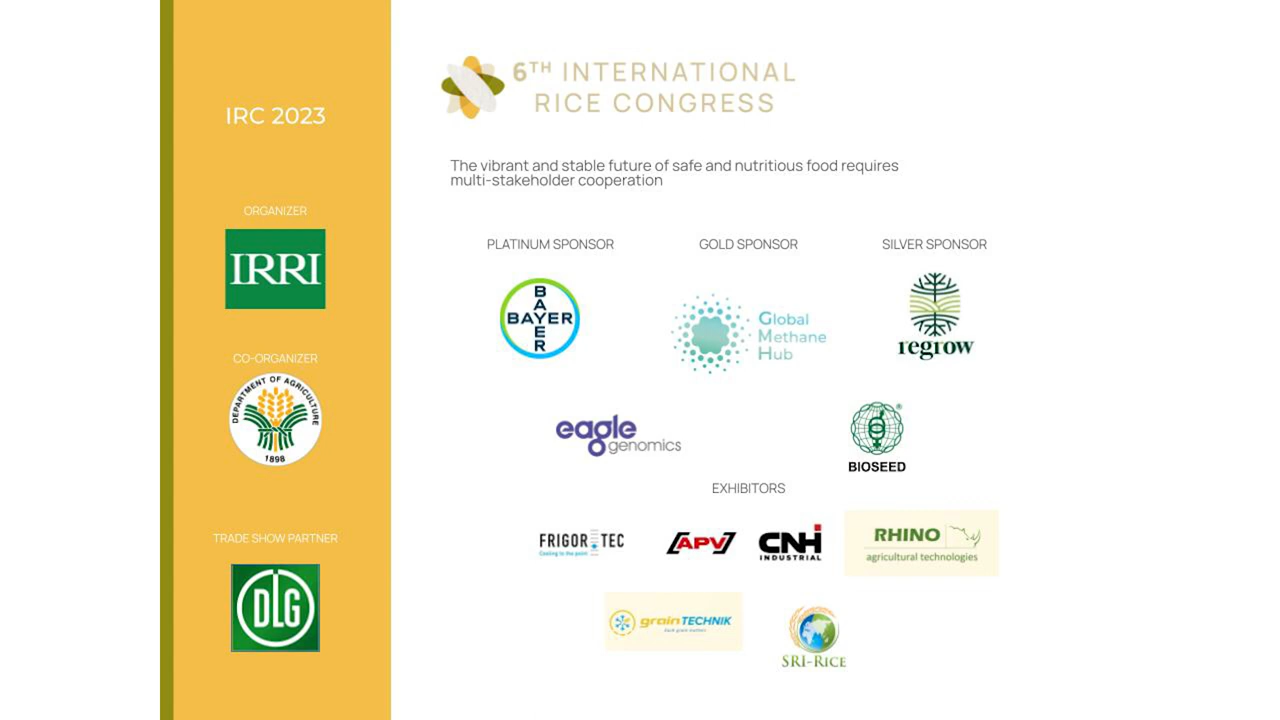 IRC 2023
ORGANIZER
IRRI
CO-ORGANIZER
DEPARTMENT OF AGRICULTURE
1898
TRADE SHOW PARTNER
DLG
6TH INTERNATIONAL
RICE CONGRESS
The vibrant and stable future of safe and nutritious food requires
multi-stakeholder cooperation
PLATINUM SPONSOR
GOLD SPONSOR
SILVER SPONSOR
BAYER
BAYER
Global
Methane
Hub
regrow
eagle
genomics
®
BIOSEED
EXHIBITORS
FRIGOR TEC
Cooling to the point
APV
CNH
INDUSTRIAL
RHINO
agricultural technologies
grainTECHNIK
Each grain matters
SRI-RICE